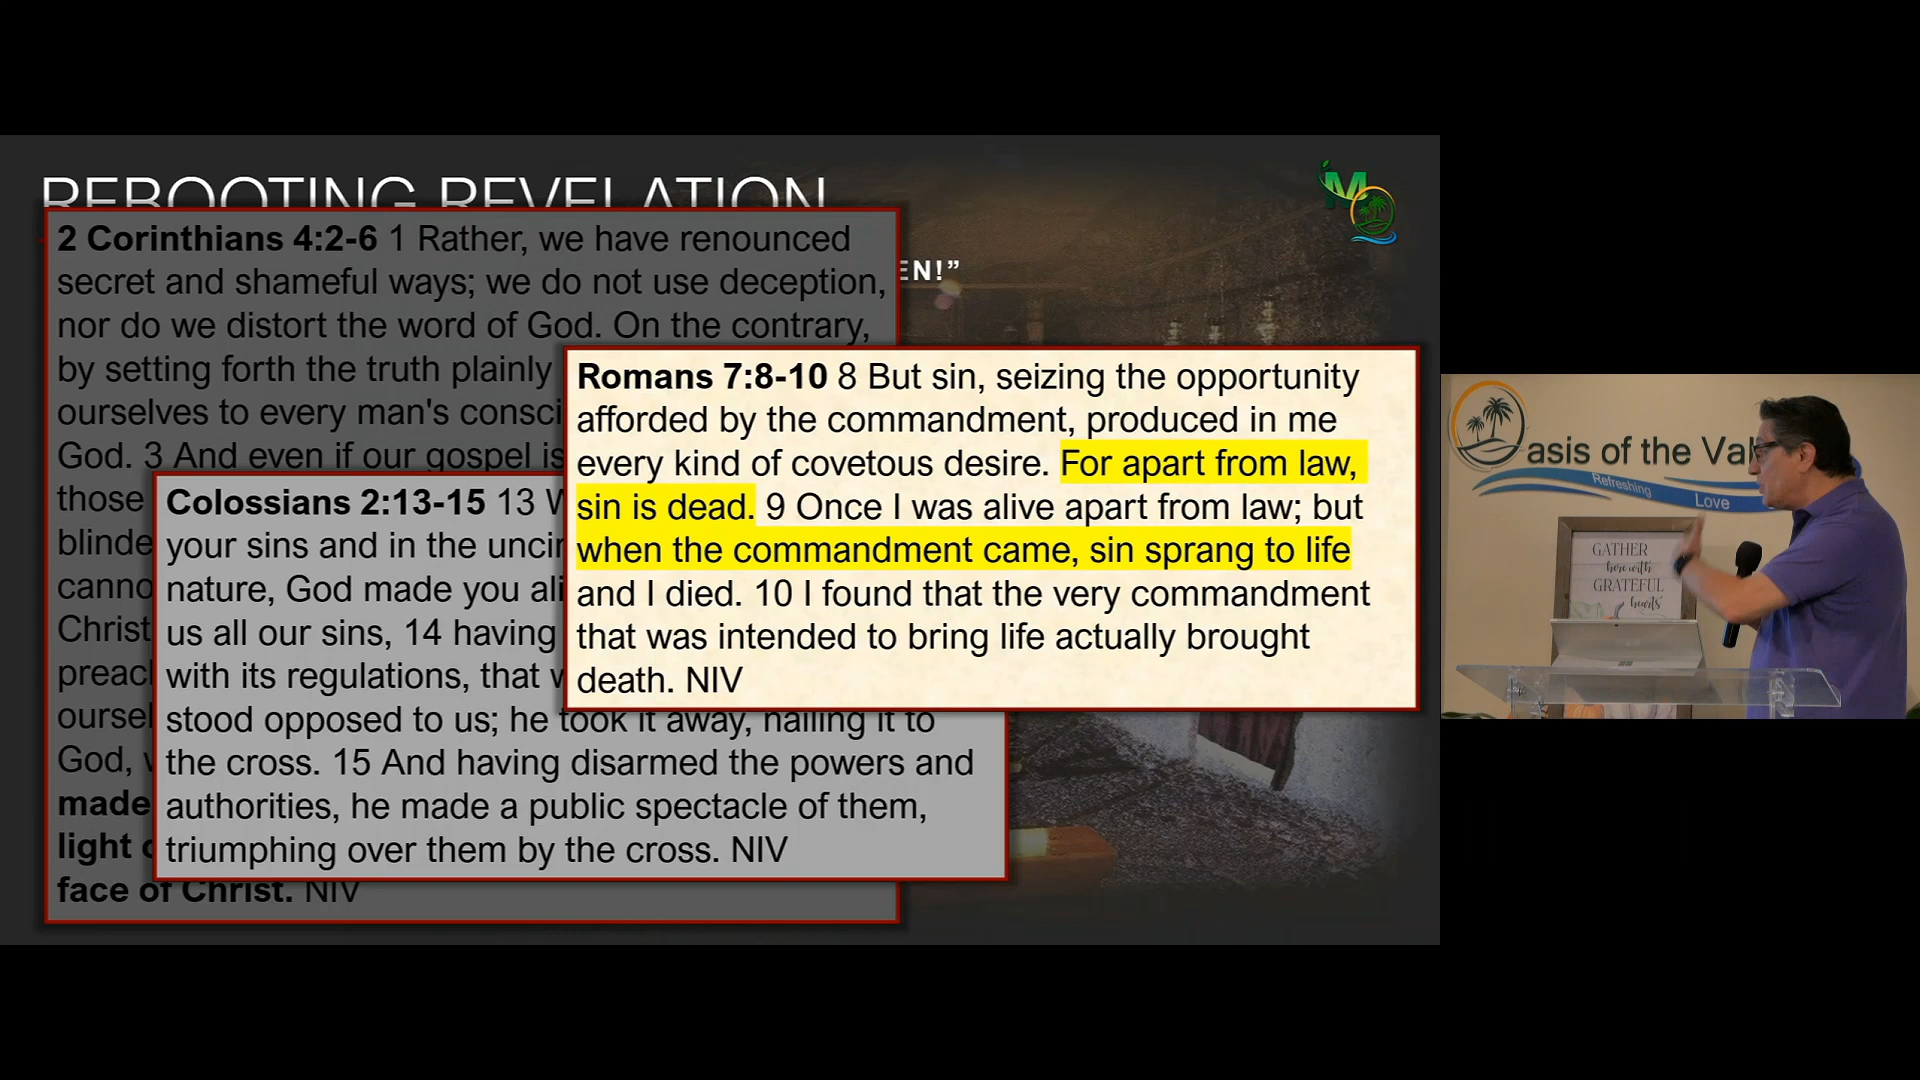 REBOOTING REVELATION
EN!”
2 Corinthians 4:2-6 1 Rather, we have renounced
secret and shameful ways; we do not use deception,
nor do we distort the word of God. On the contrary,
by setting forth the truth plainly
ourselves to every man's
God. 3 And even if our gospel is
those
Christ
God,
made
light
face of Christ. NIV
Colossians 2:13-15 13
your sins and in the
nature, God made you
us all our sins, 14 having
with its regulations, that
stood opposed to us; he took it away, nailing it to
the cross. 15 And having disarmed the powers and
authorities, he made a public spectacle of them,
triumphing over them by the cross. NIV
Romans 7:8-10 8 But sin, seizing the opportunity
afforded by the commandment, produced in me
every kind of covetous desire. For apart from law,
sin is dead. 9 Once I was alive apart from law; but
when the commandment came, sin sprang to life
and I died. 10 I found that the very commandment
that was intended to bring life actually brought
death. NIV
M
asis of the
Refreshing
Love
GATHER
here with
GRATEFUL
hearts